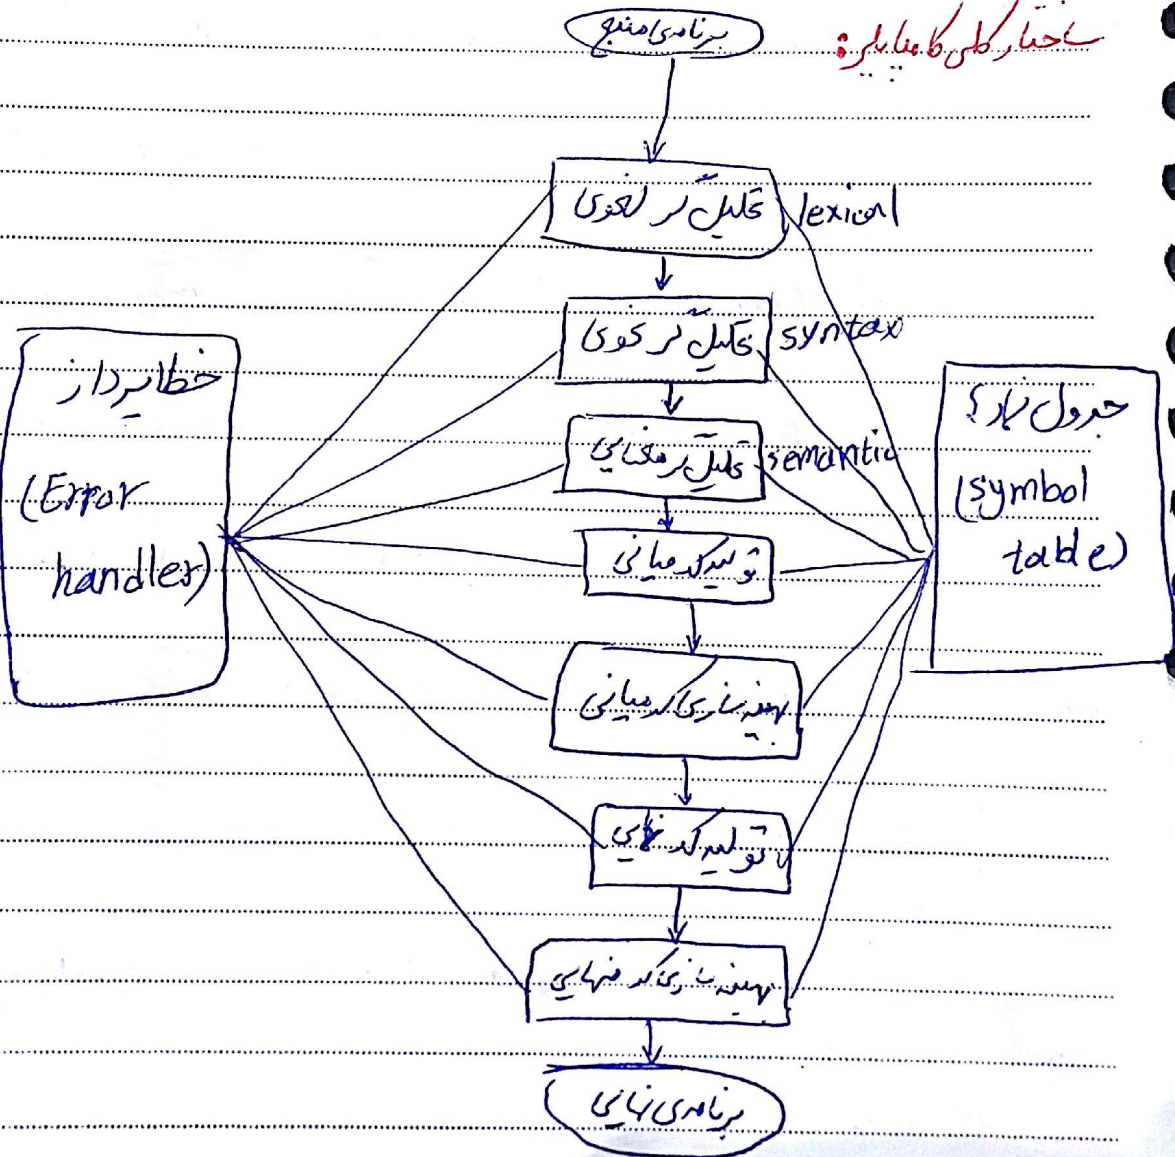 ساختار کلی کامپایلر:
برنامه‌ی منبع
تحلیل گر لغوی lexical
تحلیل گر نحوی syntax
تحلیل گر معنایی semantic
تولید کد میانی
بهینه سازی کد میانی
تولید کد نهایی
بهینه سازی کد نهایی
برنامه‌ی نهایی
جدول نماد
(symbol
table)
خطاپرداز
(Error
handler)